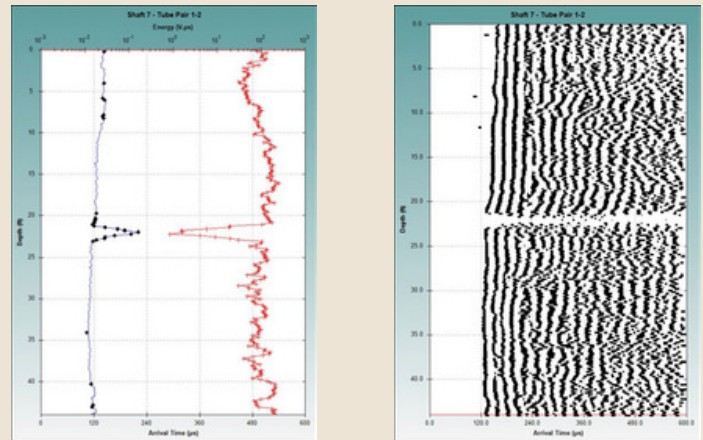 Shaft 7 - Tube Pair 1-2
Energy (V.µs)
10⁻³ 10⁻² 10⁻¹ 10⁰ 10¹ 10² 10³
0
5
10
15
20
25
30
35
40
Depth (ft)
0 120 240 360 480 600
Arrival Time (µs)
Shaft 7 - Tube Pair 1-2
0.0
5.0
10.0
15.0
20.0
25.0
30.0
35.0
40.0
Depth (ft)
0.0 120.0 240.0 360.0 480.0 600.0
Arrival Time (µs)